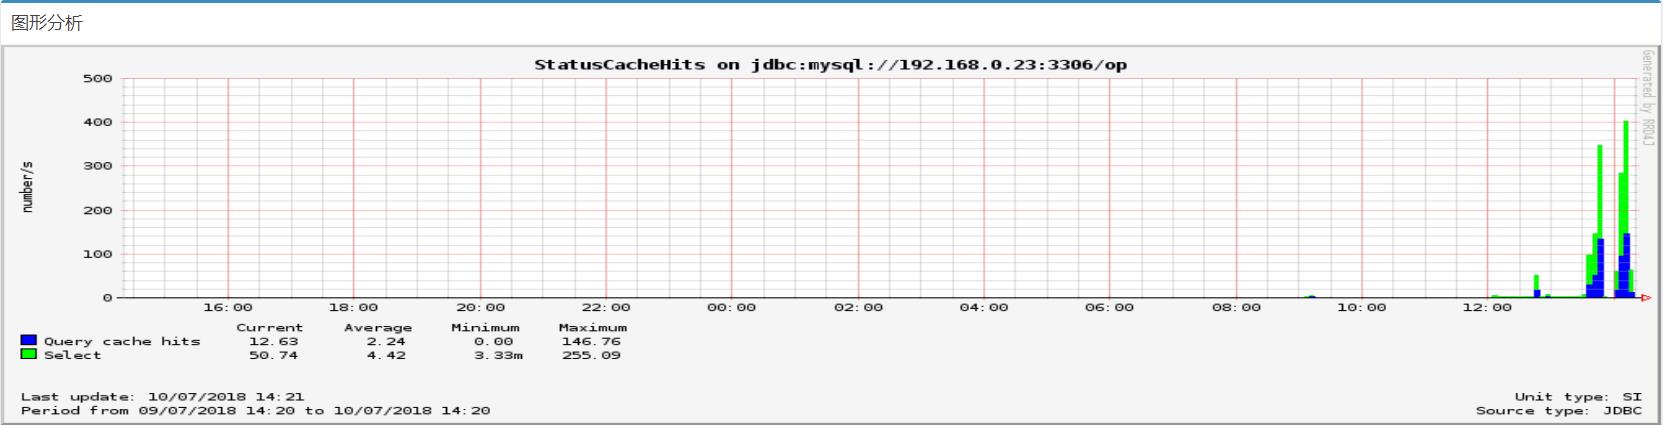 图形分析
StatusCacheHits on jdbc:mysql://192.168.0.23:3306/op
Generated by RRD4J
number/s
500
400
300
200
100
0
16:00 18:00 20:00 22:00 00:00 02:00 04:00 06:00 08:00 10:00 12:00
Current Average Minimum Maximum
Query cache hits 12.63 2.24 0.00 146.76
Select 50.74 4.42 3.33m 255.09
Last update: 10/07/2018 14:21
Unit type: SI
Period from 09/07/2018 14:20 to 10/07/2018 14:20
Source type: JDBC